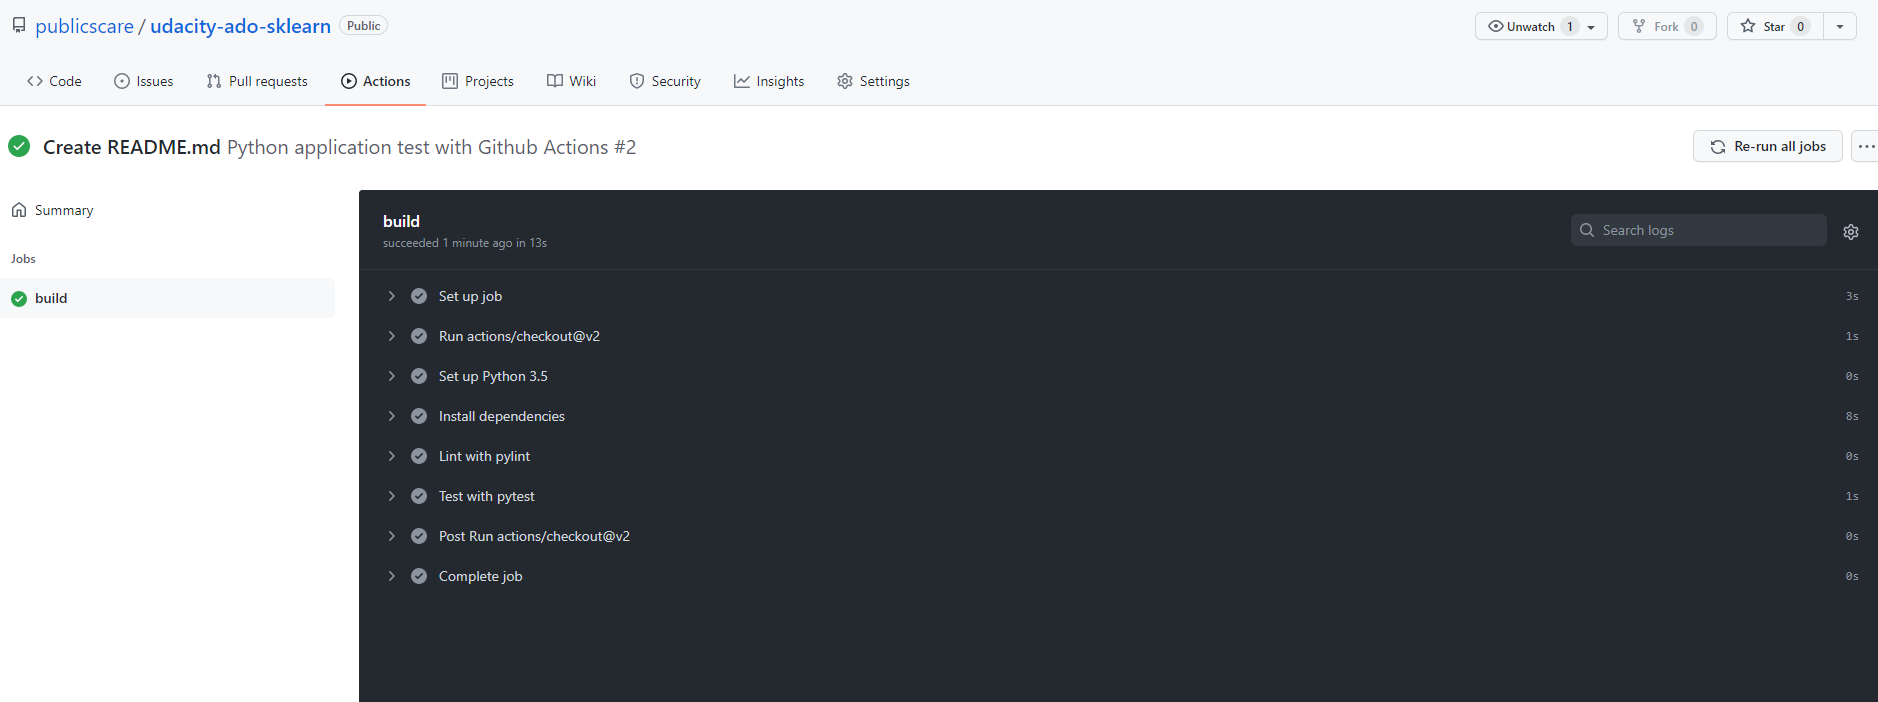 publicscare / udacity-ado-sklearn Public Unwatch 1 Fork 0 Star 0
Code Issues Pull requests Actions Projects Wiki Security Insights Settings
Create README.md Python application test with Github Actions #2 Re-run all jobs
Summary
Jobs
build
build
succeeded 1 minute ago in 13s
Search logs
Set up job 3s
Run actions/checkout@v2 1s
Set up Python 3.5 0s
Install dependencies 8s
Lint with pylint 0s
Test with pytest 1s
Post Run actions/checkout@v2 0s
Complete job 0s